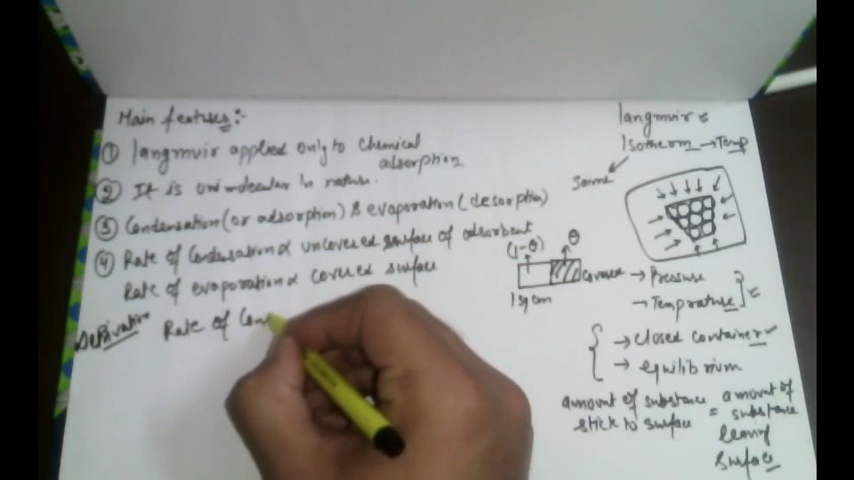 Main features:-
① langmuir applied only to chemical
adsorption
② It is unimolecular in nature.
③ Condensation (or adsorption) & evaporation (desorption)
④ Rate of Condensation ∝ uncovered surface of adsorbent
Rate of evaporation ∝ covered surface
Derivation Rate of Con
langmuir
Isotherm → Temp
Same
(1-θ) θ
covered
1 sq cm
→ Pressure
→ Temprature
→ closed container
→ equilibrium
amount of substance = amount of
stick to surface substance
leaving
surface